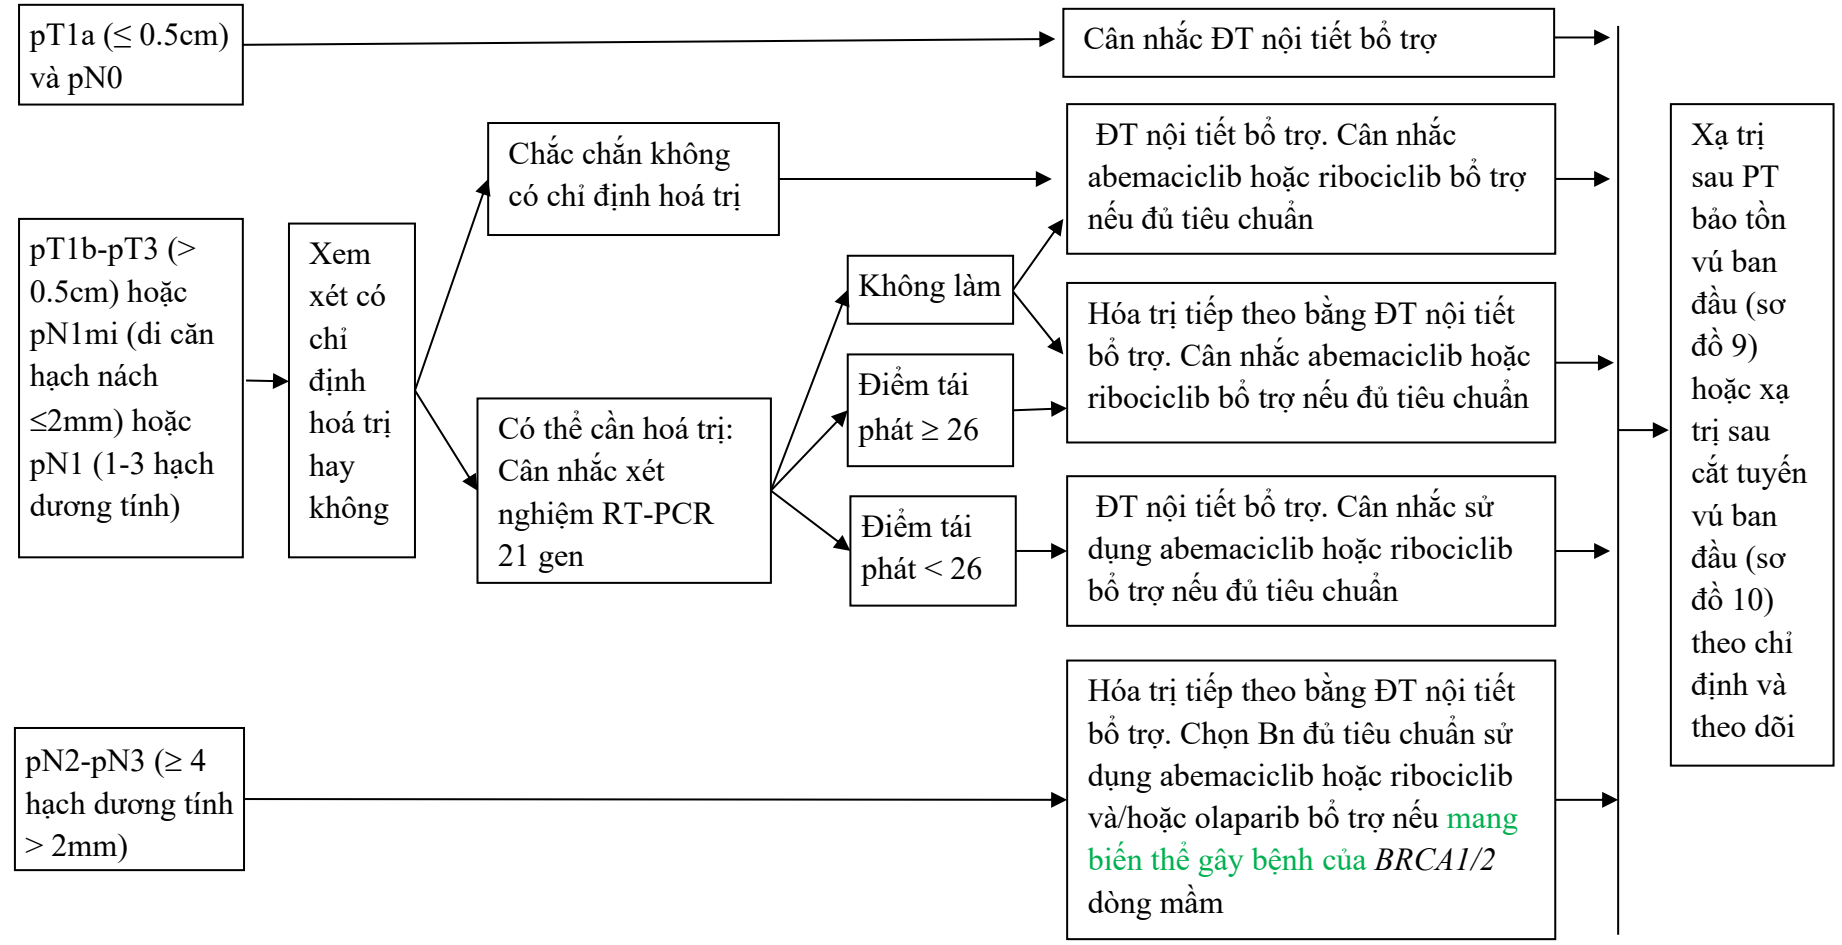 pT1a (≤ 0.5cm)
và pN0
Cân nhắc ĐT nội tiết bổ trợ
Chắc chắn không
có chỉ định hoá trị
ĐT nội tiết bổ trợ. Cân nhắc
abemaciclib hoặc ribociclib bổ trợ
nếu đủ tiêu chuẩn
pT1b-pT3 (>
0.5cm) hoặc
pN1mi (di căn
hạch nách
≤2mm) hoặc
pN1 (1-3 hạch
dương tính)
Xem
xét có
chỉ
định
hoá trị
hay
không
Không làm
Hóa trị tiếp theo bằng ĐT nội tiết
bổ trợ. Cân nhắc abemaciclib hoặc
ribociclib bổ trợ nếu đủ tiêu chuẩn
Có thể cần hoá trị:
Cân nhắc xét
nghiệm RT-PCR
21 gen
Điểm tái
phát ≥ 26
Điểm tái
phát < 26
ĐT nội tiết bổ trợ. Cân nhắc sử
dụng abemaciclib hoặc ribociclib
bổ trợ nếu đủ tiêu chuẩn
pN2-pN3 (≥ 4
hạch dương tính
> 2mm)
Hóa trị tiếp theo bằng ĐT nội tiết
bổ trợ. Chọn Bn đủ tiêu chuẩn sử
dụng abemaciclib hoặc ribociclib
và/hoặc olaparib bổ trợ nếu mang
biến thể gây bệnh của BRCA1/2
dòng mầm
Xạ trị
sau PT
bảo tồn
vú ban
đầu (sơ
đồ 9)
hoặc xạ
trị sau
cắt tuyến
vú ban
đầu (sơ
đồ 10)
theo chỉ
định và
theo dõi